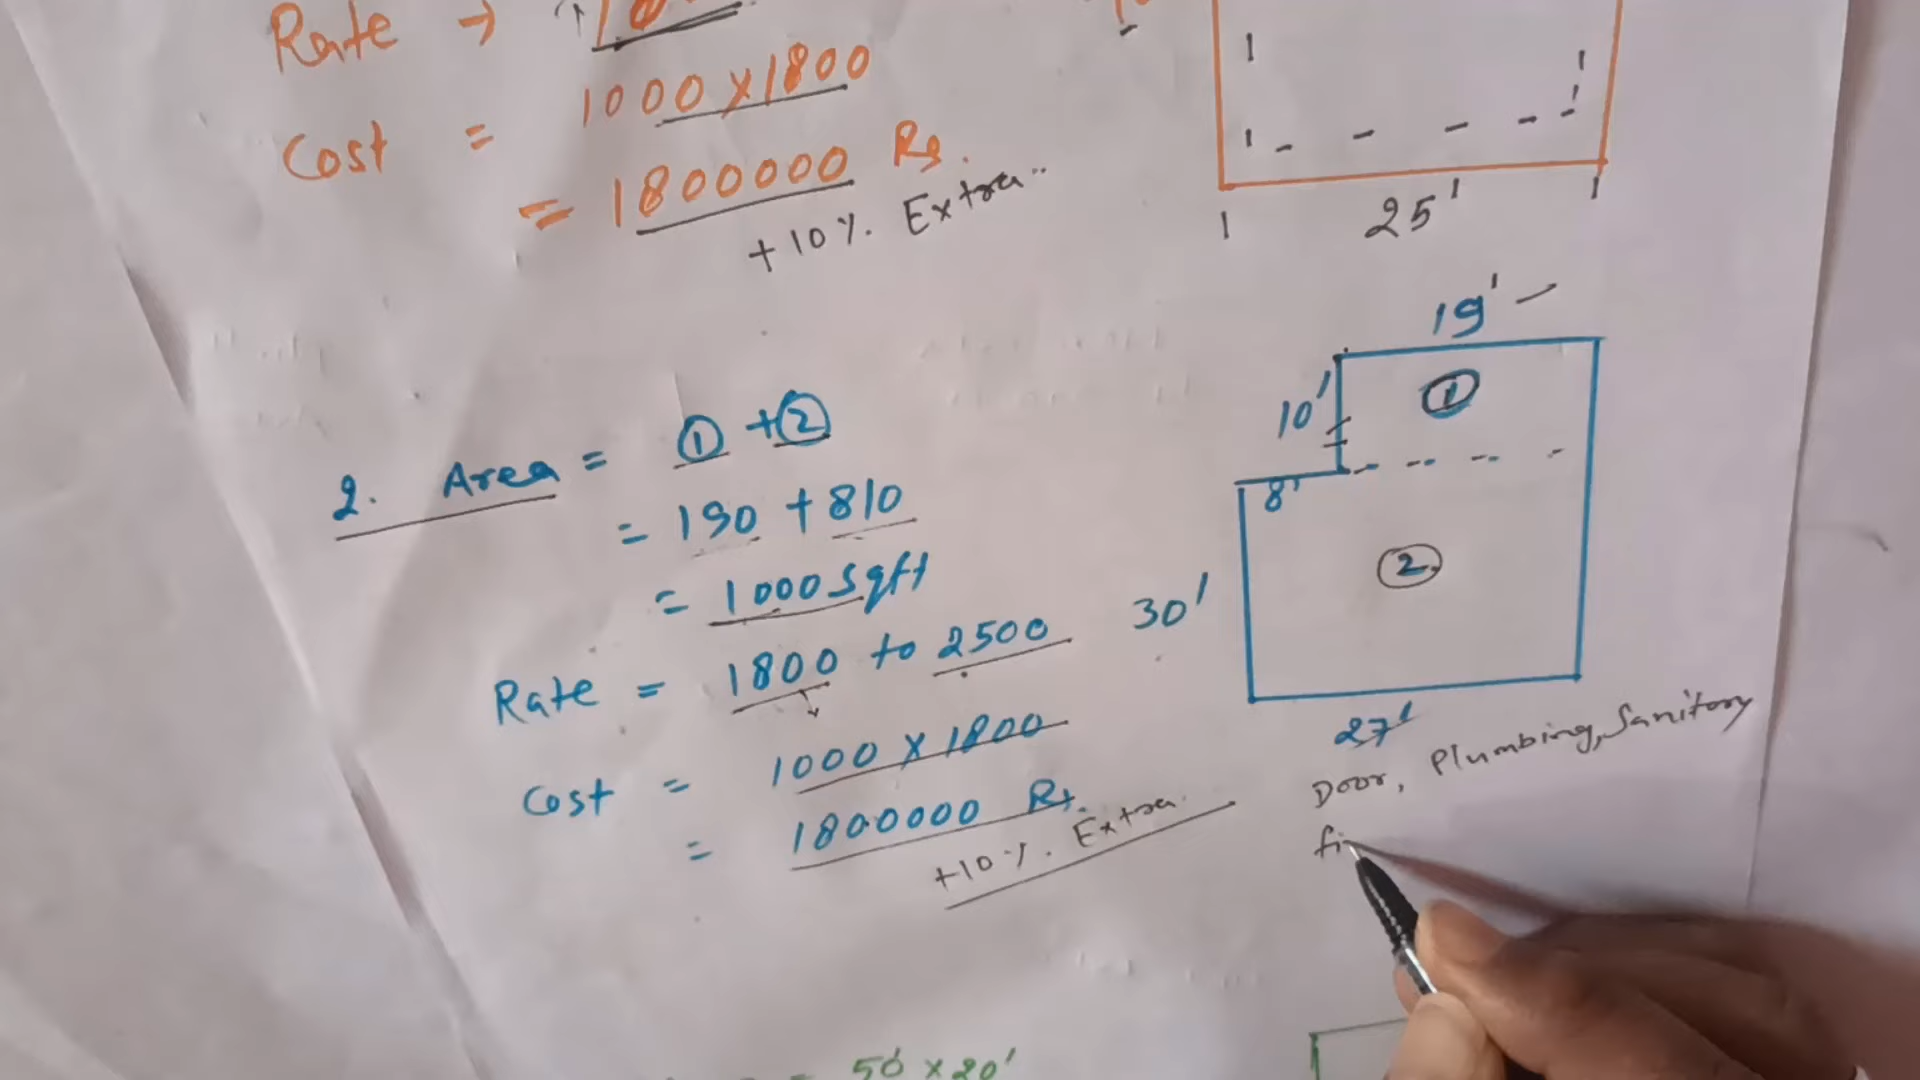 Rate →
1000 x 1800
Cost =
= 1800000 Rs.
+10%. Extra..
25'
19'
10'
①
8'
②
30'
27'
2. Area = ① + ②
= 190 + 810
= 1000 Sqft
Rate = 1800 to 2500
Cost = 1000 x 1800
= 1800000 Rs.
+10%. Extra.
Door, Plumbing, Sanitory
fi
= 50' x 20'